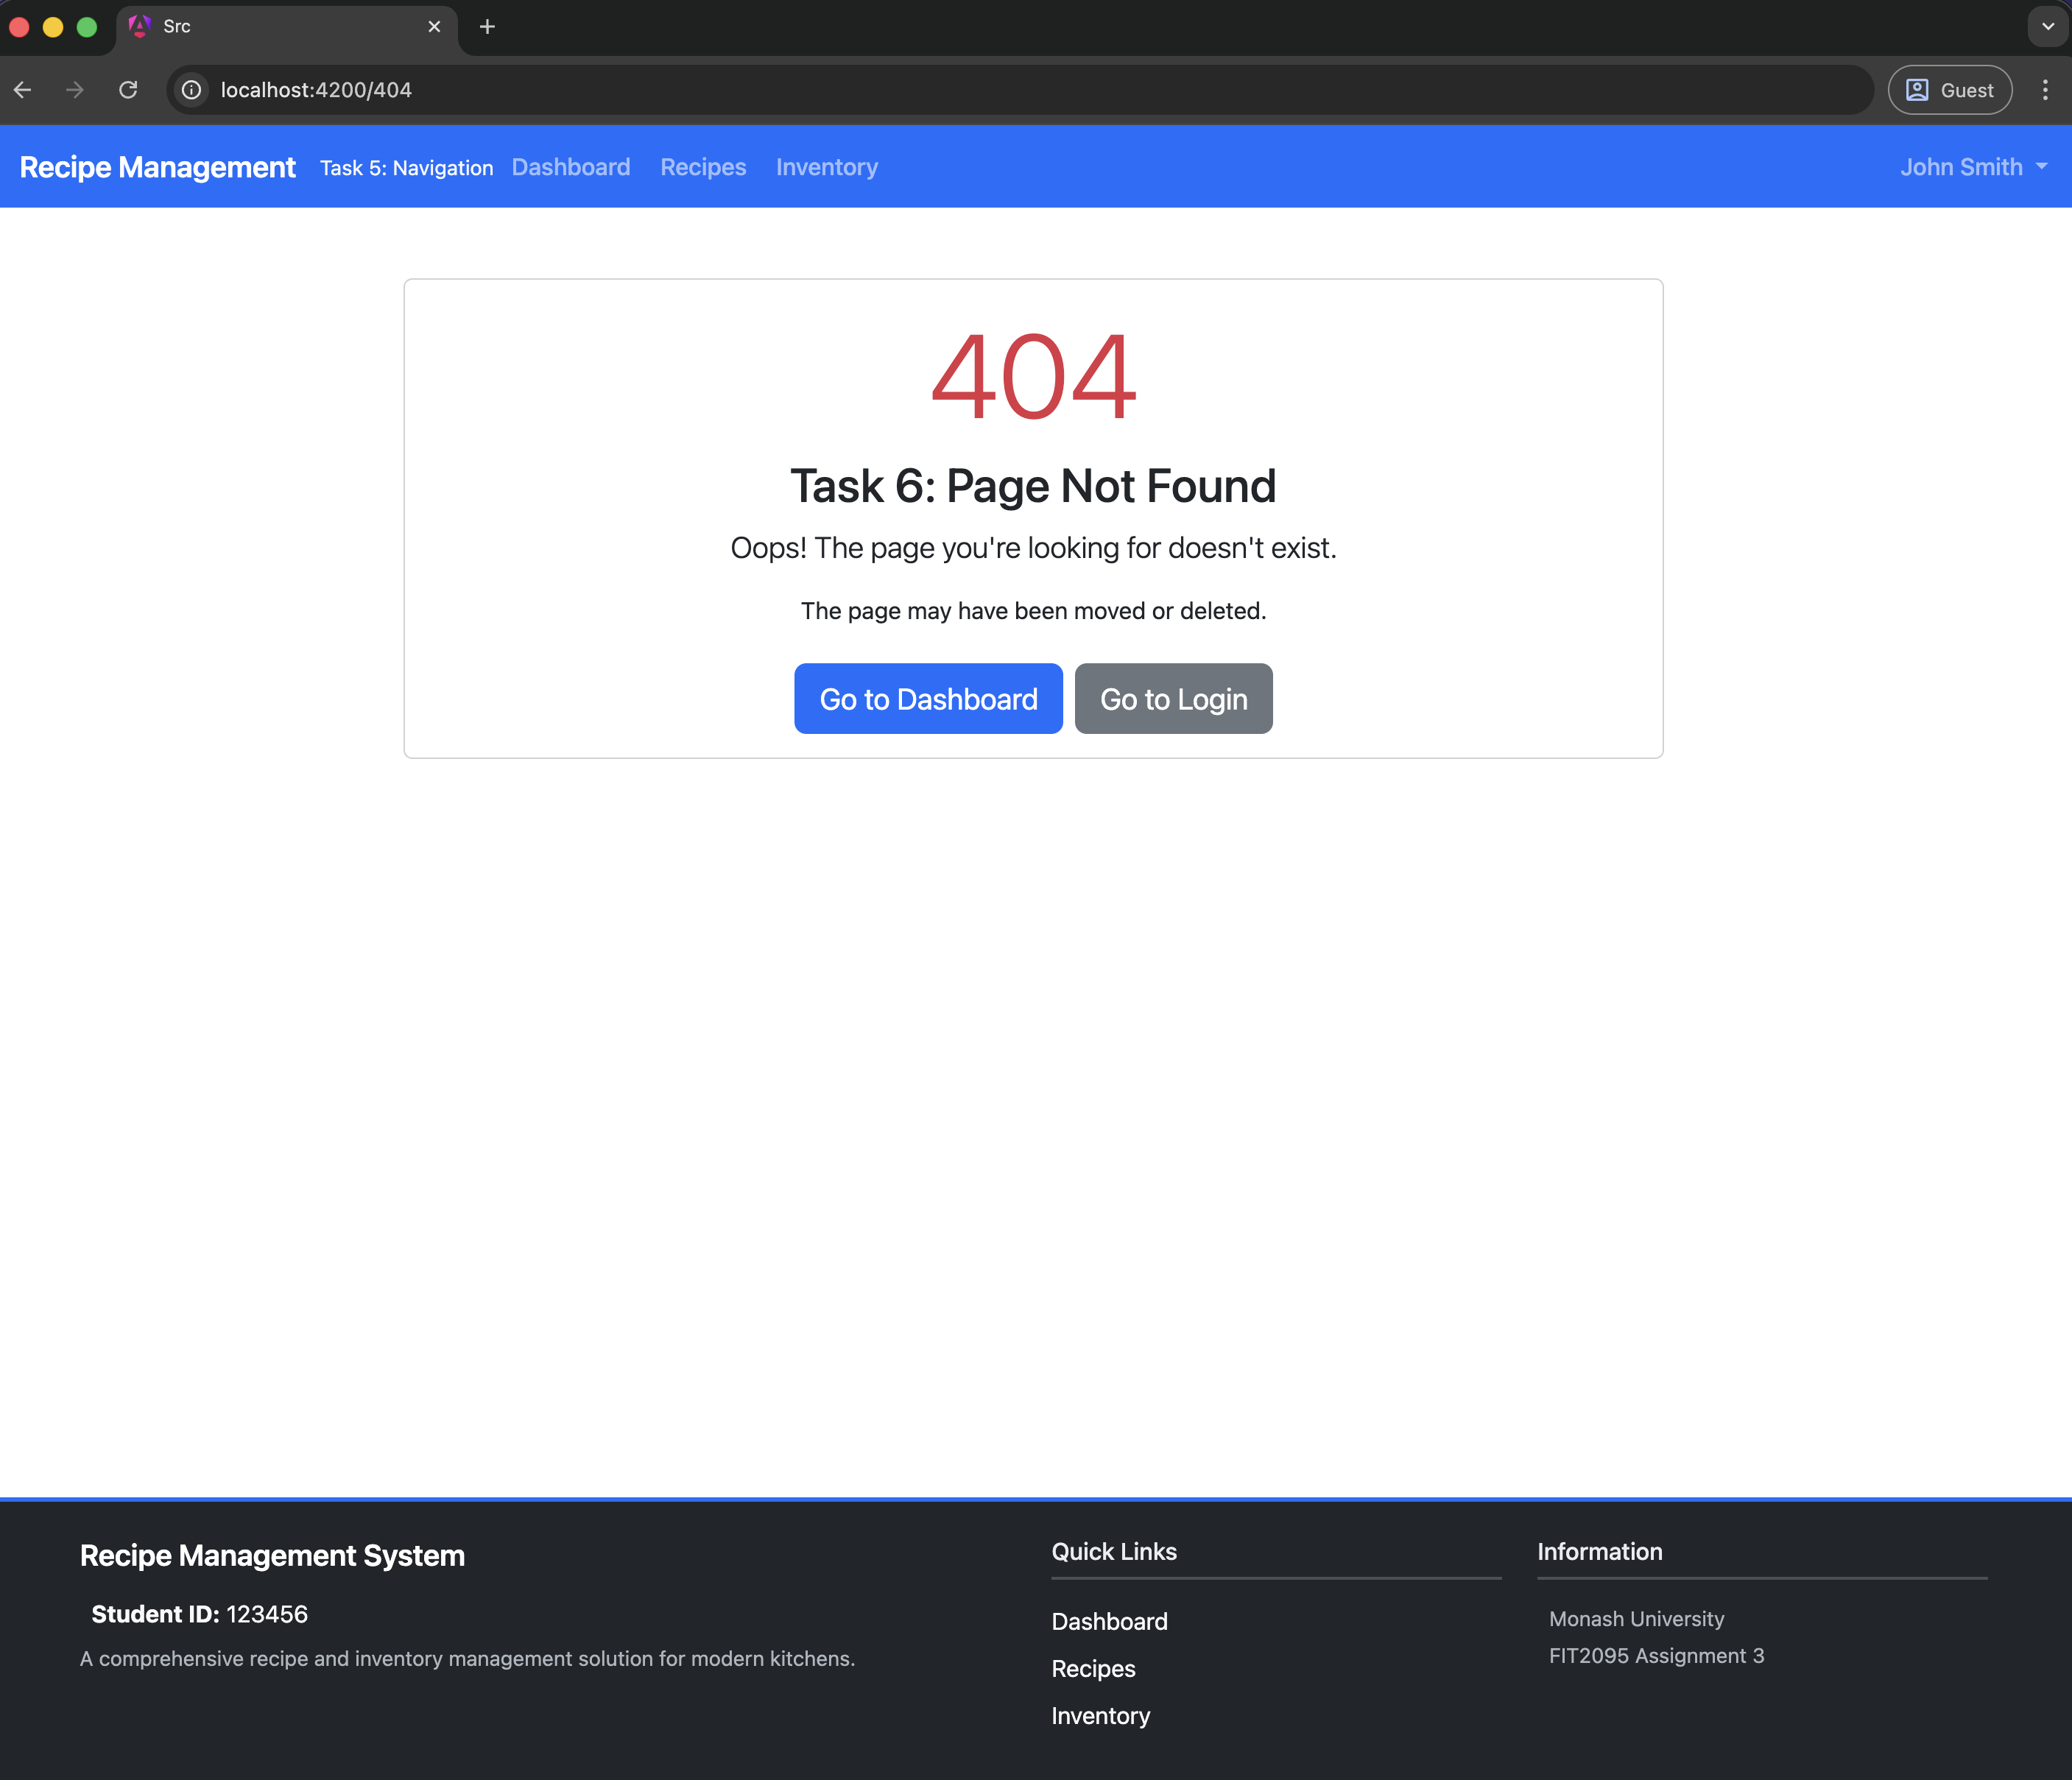 Src
localhost:4200/404
Guest
Recipe Management Task 5: Navigation Dashboard Recipes Inventory John Smith
404
Task 6: Page Not Found
Oops! The page you're looking for doesn't exist.
The page may have been moved or deleted.
Go to Dashboard Go to Login
Recipe Management System
Student ID: 123456
A comprehensive recipe and inventory management solution for modern kitchens.
Quick Links
Dashboard
Recipes
Inventory
Information
Monash University
FIT2095 Assignment 3